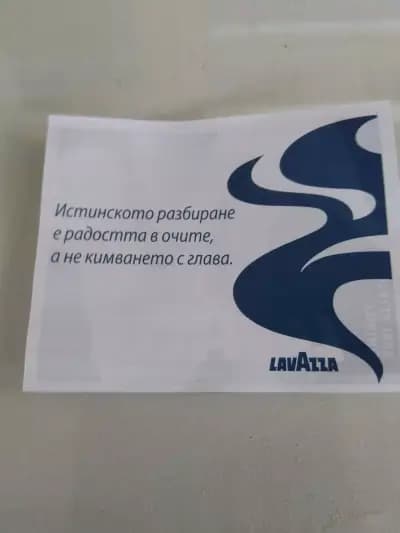 Истинското разбиране
е радостта в очите,
а не кимването с глава.
LAVAZZA